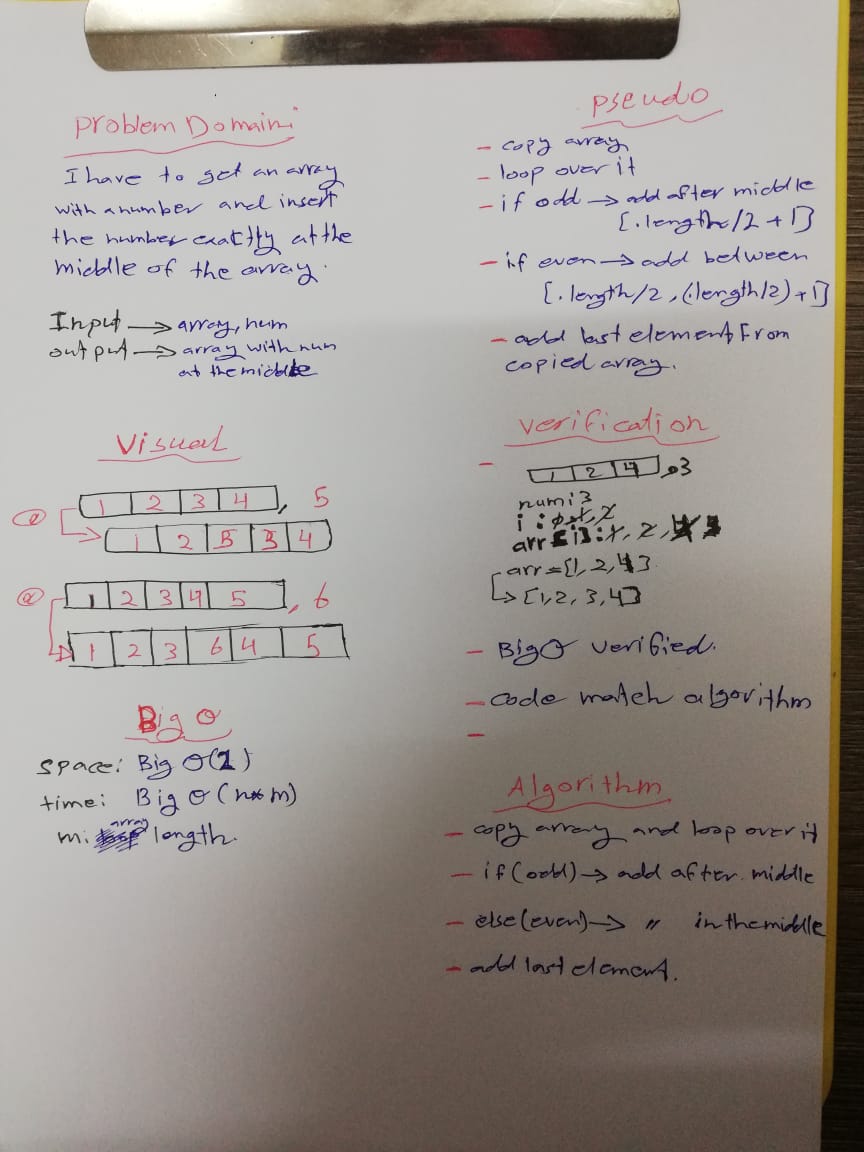 Problem Domain:
I have to get an array
with a number and insert
the number exactlly at the
middle of the array.
Input → array, num
output → array with num
at the middle
Visual
1 2 3 4 , 5
1 2 5 3 4
1 2 3 4 5 , 6
1 2 3 6 4 5
Big O
space: Big O(1)
time: Big O(n*m)
array
m: length.
Pseudo
- copy array
- loop over it
- if odd → add after middle
[.length/2 + 1]
- if even → add between
[.length/2, (.length/2)+1]
- add last element From
copied array.
Verification
- 1 2 4 , 3
num: 3
i : 0, 1, 2
arr[i]: 1, 2,
arr = [1, 2, 4]
↳ [1, 2, 3, 4]
- Big O verified.
- code match algorithm
-
Algorithm
- copy array and loop over it
- if (odd) → add after middle
- else (even) → " in the middle
- add last element.